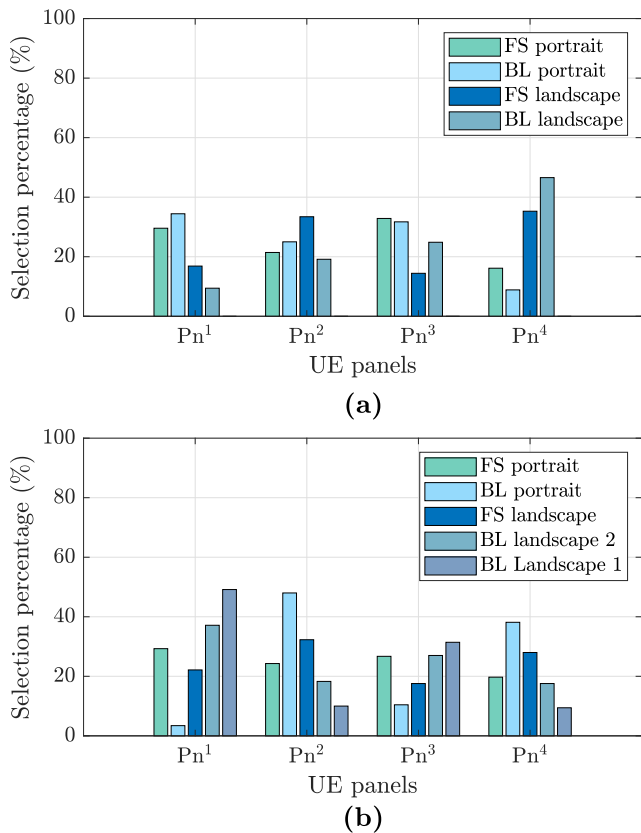 100
80
60
40
20
0
Selection percentage (%)
FS portrait
BL portrait
FS landscape
BL landscape
Pn¹ Pn² Pn³ Pn⁴
UE panels
(a)
100
80
60
40
20
0
Selection percentage (%)
FS portrait
BL portrait
FS landscape
BL landscape 2
BL Landscape 1
Pn¹ Pn² Pn³ Pn⁴
UE panels
(b)